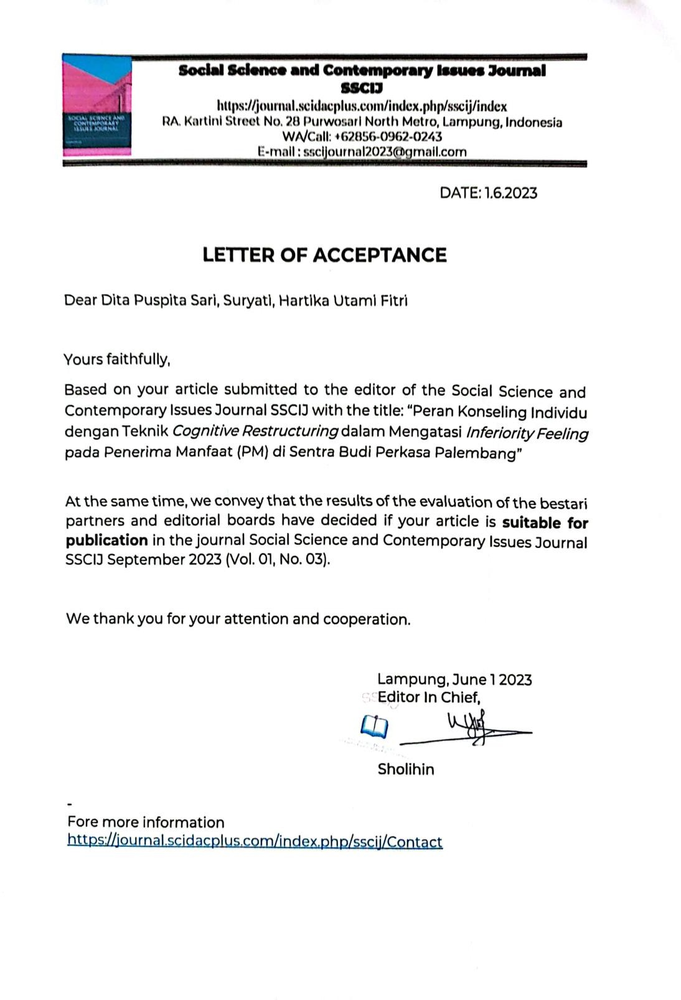 Social Science and Contemporary Issues Journal
SSCIJ
https://journal.scidacplus.com/index.php/sscij/index
RA. Kartini Street No. 28 Purwosari North Metro, Lampung, Indonesia
WA/Call: +62856-0962-0243
E-mail : sscijournal2023@gmail.com
SOCIAL SCIENCE AND
CONTEMPORARY
ISSUES JOURNAL
DATE: 1.6.2023
LETTER OF ACCEPTANCE
Dear Dita Puspita Sari, Suryati, Hartika Utami Fitri
Yours faithfully,
Based on your article submitted to the editor of the Social Science and
Contemporary Issues Journal SSCIJ with the title: “Peran Konseling Individu
dengan Teknik Cognitive Restructuring dalam Mengatasi Inferiority Feeling
pada Penerima Manfaat (PM) di Sentra Budi Perkasa Palembang”
At the same time, we convey that the results of the evaluation of the bestari
partners and editorial boards have decided if your article is suitable for
publication in the journal Social Science and Contemporary Issues Journal
SSCIJ September 2023 (Vol. 01, No. 03).
We thank you for your attention and cooperation.
Lampung, June 1 2023
SSCIJ
Editor In Chief,
Sholihin
-
Fore more information
https://journal.scidacplus.com/index.php/sscij/Contact